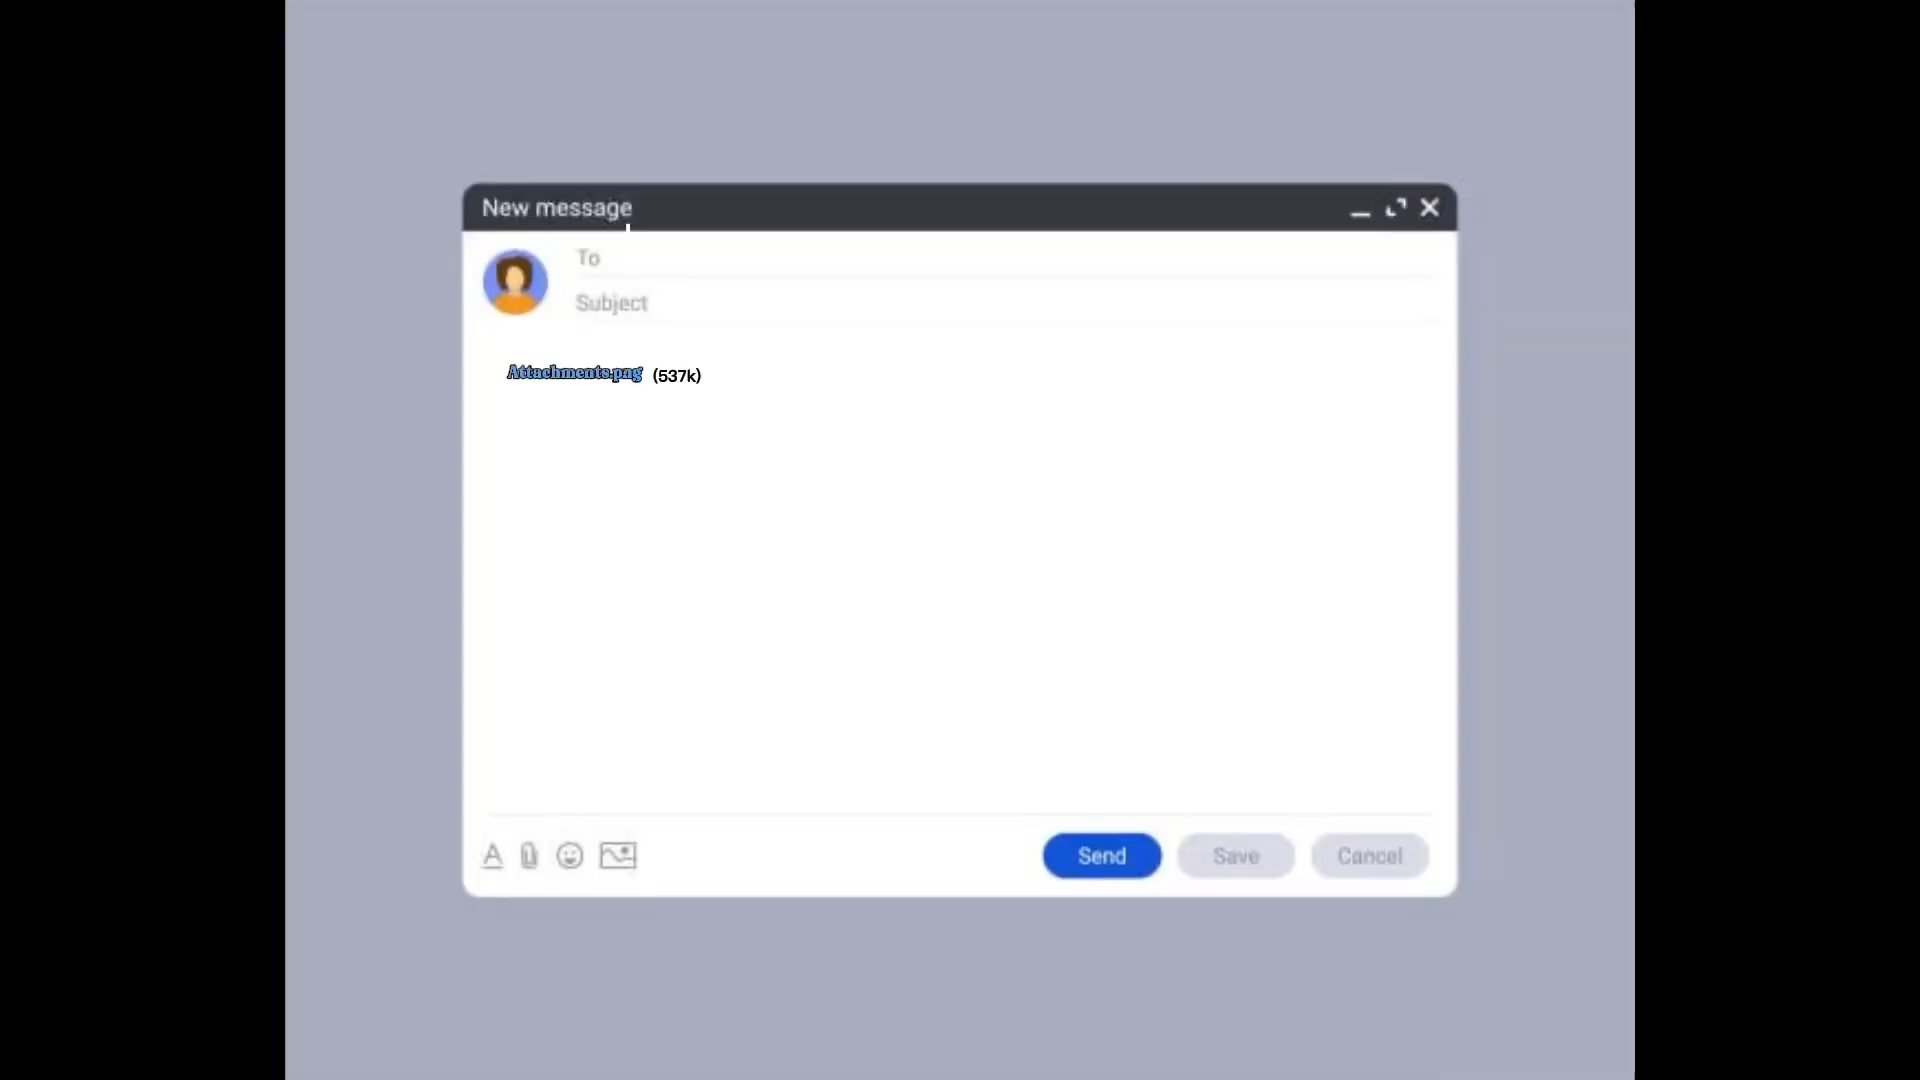 New message
To
Subject
Attachments.png (537k)
A
Send
Save
Cancel